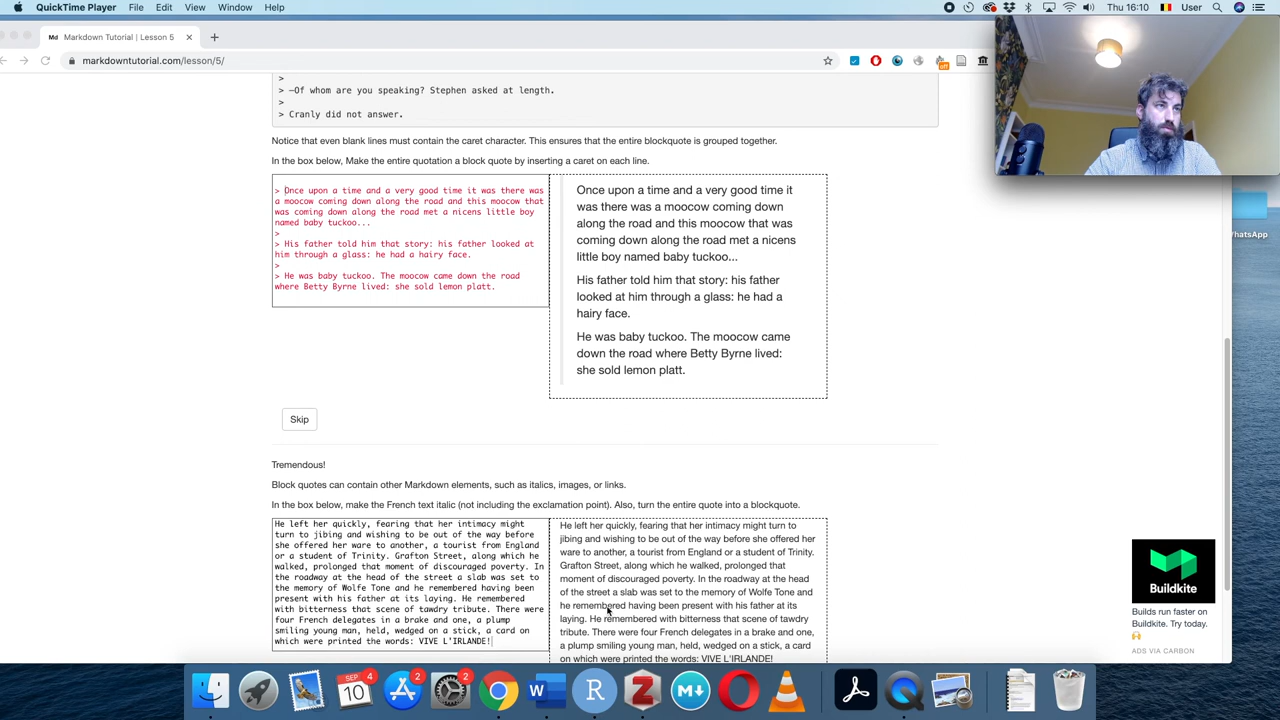 QuickTime Player File Edit View Window Help
Thu 16:10 User
Md Markdown Tutorial | Lesson 5
markdowntutorial.com/lesson/5/
off
>
> —Of whom are you speaking? Stephen asked at length.
>
> Cranly did not answer.
Notice that even blank lines must contain the caret character. This ensures that the entire blockquote is grouped together.
In the box below, Make the entire quotation a block quote by inserting a caret on each line.
> Once upon a time and a very good time it was there was
a moocow coming down along the road and this moocow that
was coming down along the road met a nicens little boy
named baby tuckoo...
>
> His father told him that story: his father looked at
him through a glass: he had a hairy face.
>
> He was baby tuckoo. The moocow came down the road
where Betty Byrne lived: she sold lemon platt.
Once upon a time and a very good time it
was there was a moocow coming down
along the road and this moocow that was
coming down along the road met a nicens
little boy named baby tuckoo...
His father told him that story: his father
looked at him through a glass: he had a
hairy face.
He was baby tuckoo. The moocow came
down the road where Betty Byrne lived:
she sold lemon platt.
WhatsApp
Skip
Tremendous!
Block quotes can contain other Markdown elements, such as italics, images, or links.
In the box below, make the French text italic (not including the exclamation point). Also, turn the entire quote into a blockquote.
He left her quickly, fearing that her intimacy might
turn to jibing and wishing to be out of the way before
she offered her ware to another, a tourist from England
or a student of Trinity. Grafton Street, along which he
walked, prolonged that moment of discouraged poverty. In
the roadway at the head of the street a slab was set to
the memory of Wolfe Tone and he remembered having been
present with his father at its laying. He remembered
with bitterness that scene of tawdry tribute. There were
four French delegates in a brake and one, a plump
smiling young man, held, wedged on a stick, a card on
which were printed the words: VIVE L'IRLANDE!
He left her quickly, fearing that her intimacy might turn to
jibing and wishing to be out of the way before she offered her
ware to another, a tourist from England or a student of Trinity.
Grafton Street, along which he walked, prolonged that
moment of discouraged poverty. In the roadway at the head
of the street a slab was set to the memory of Wolfe Tone and
he remembered having been present with his father at its
laying. He remembered with bitterness that scene of tawdry
tribute. There were four French delegates in a brake and one,
a plump smiling young man, held, wedged on a stick, a card
on which were printed the words: VIVE L'IRLANDE!
Buildkite
Builds run faster on
Buildkite. Try today.
🙌
ADS VIA CARBON
SEP
10
4
2
2
W
R
Z
M